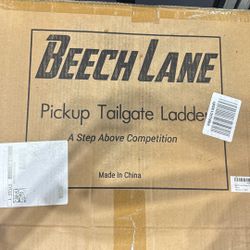 BEECH LANE
Pickup Tailgate Ladder
A Step Above Competition
Made In China